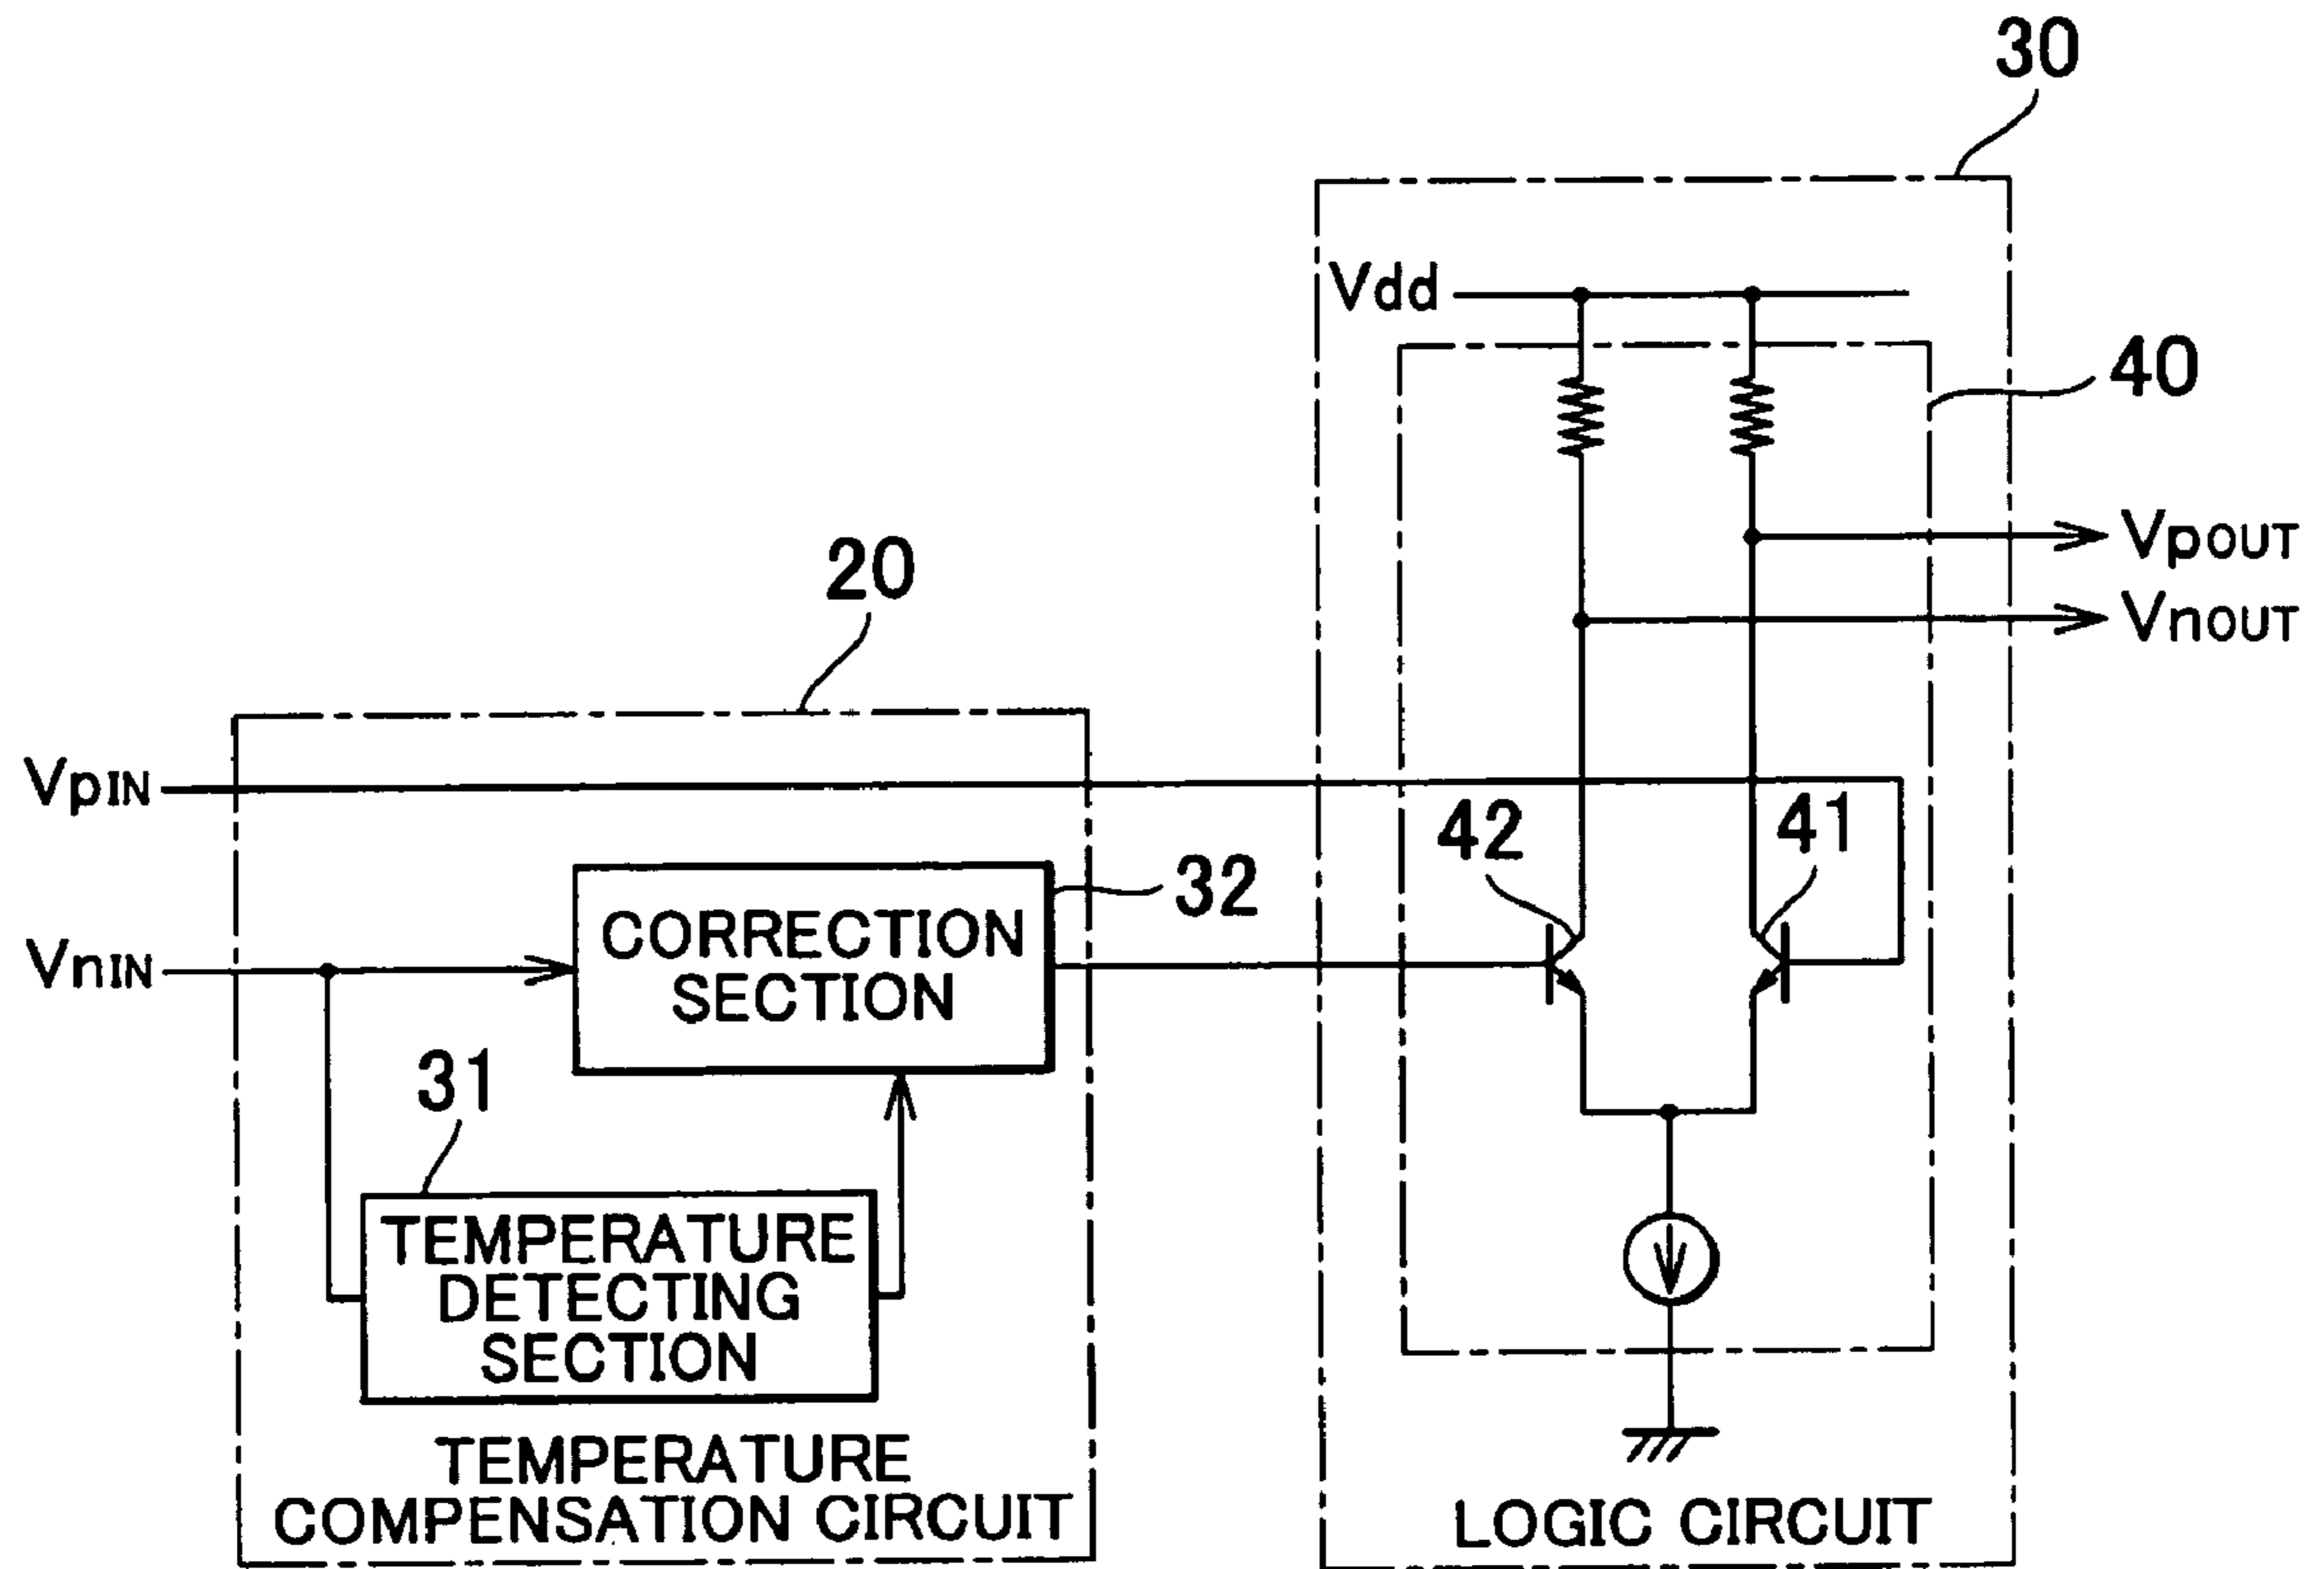 30
Vdd
40
VpOUT
20
VnOUT
VpIN
42
41
32
CORRECTION
SECTION
VnIN
31
TEMPERATURE
DETECTING
SECTION
TEMPERATURE
COMPENSATION CIRCUIT
LOGIC CIRCUIT